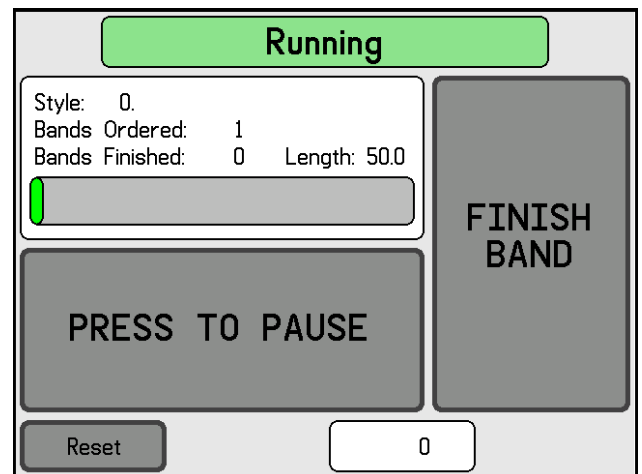 Running
Style: 0.
Bands Ordered: 1
Bands Finished: 0 Length: 50.0
FINISH
BAND
PRESS TO PAUSE
Reset
0